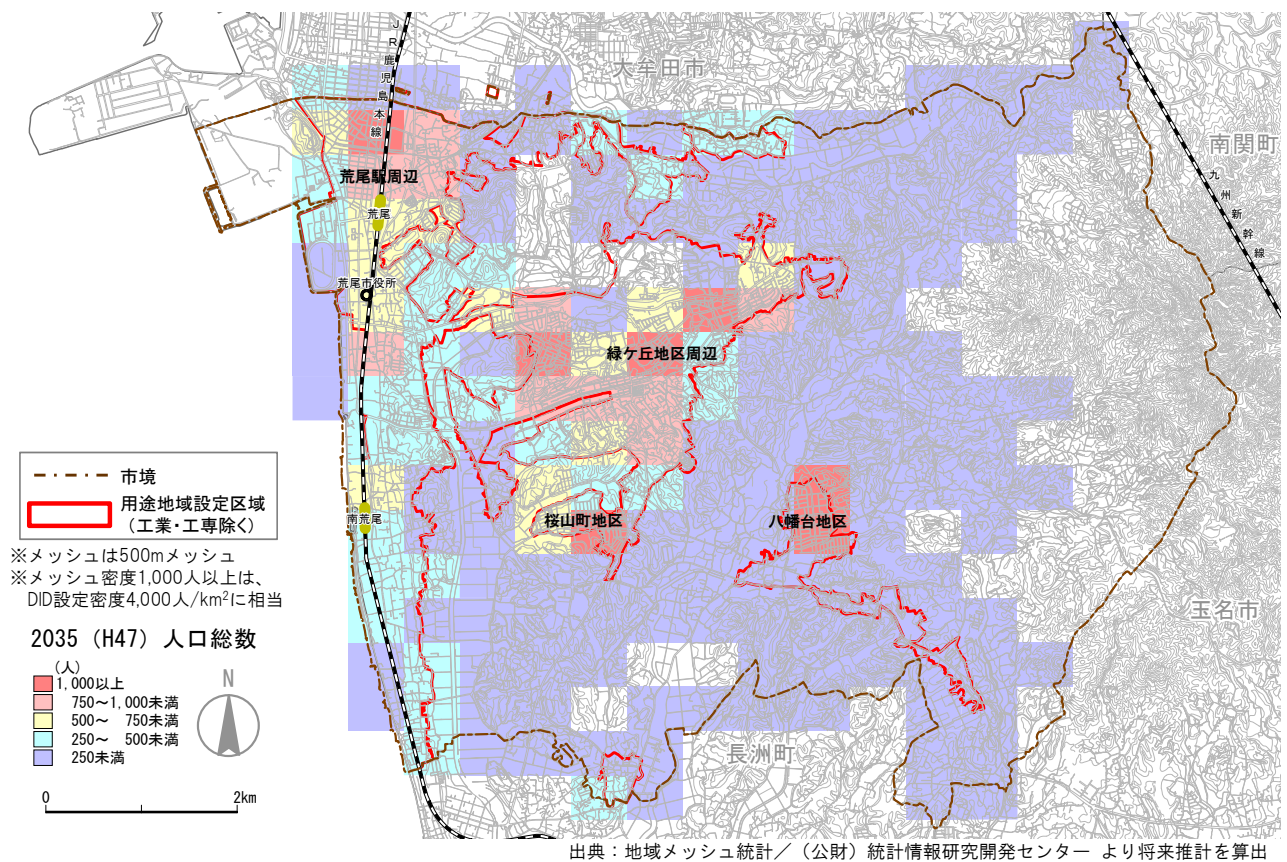 大牟田市
JR鹿児島本線
南関町
九州新幹線
荒尾駅周辺
荒尾
荒尾市役所
緑ケ丘地区周辺
市境
用途地域設定区域
（工業・工専除く）
南荒尾
桜山町地区
八幡台地区
※メッシュは500mメッシュ
※メッシュ密度1,000人以上は、
DID設定密度4,000人/km²に相当
玉名市
2035（H47）人口総数
（人）
1,000以上
750～1,000未満
500～ 750未満
250～ 500未満
250未満
N
長洲町
0 2km
出典：地域メッシュ統計／（公財）統計情報研究開発センター より将来推計を算出